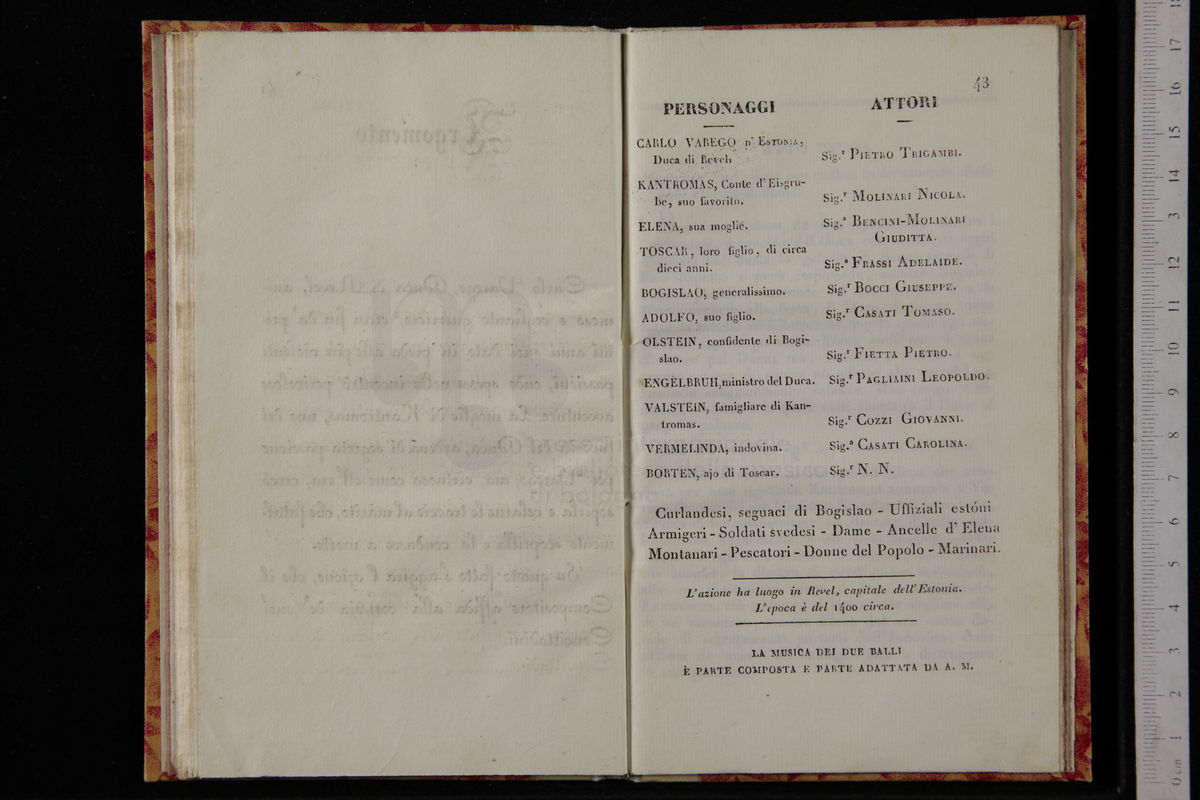 43
PERSONAGGI ATTORI
CARLO VAREGO D' ESTONIA,
Duca di Revel Sig.r PIETRO TRIGAMBI.
KANTROMAS, Conte d' Eisgru-
be, suo favorito. Sig.r MOLINARI NICOLA.
ELENA, sua moglie. Sig.a BENCINI-MOLINARI
GIUDITTA.
TOSCAR, loro figlio, di circa
dieci anni. Sig.a FRASSI ADELAIDE.
BOGISLAO, generalissimo. Sig.r BOCCI GIUSEPPE.
ADOLFO, suo figlio. Sig.r CASATI TOMASO.
OLSTEIN, confidente di Bogi-
slao. Sig.r FIETTA PIETRO.
ENGELBRUH, ministro del Duca. Sig.r PAGLIAINI LEOPOLDO.
VALSTEIN, famigliare di Kan-
tromas. Sig.r COZZI GIOVANNI.
VERMELINDA, indovina. Sig.a CASATI CAROLINA.
BORTEN, ajo di Toscar. Sig.r N. N.
Curlandesi, seguaci di Bogislao - Uffiziali estóni
Armigeri - Soldati svedesi - Dame - Ancelle d' Elena
Montanari - Pescatori - Donne del Popolo - Marinari.
L'azione ha luogo in Revel, capitale dell'Estonia.
L'epoca è del 1400 circa.
LA MUSICA DEI DUE BALLI
È PARTE COMPOSTA E PARTE ADATTATA DA A. M.